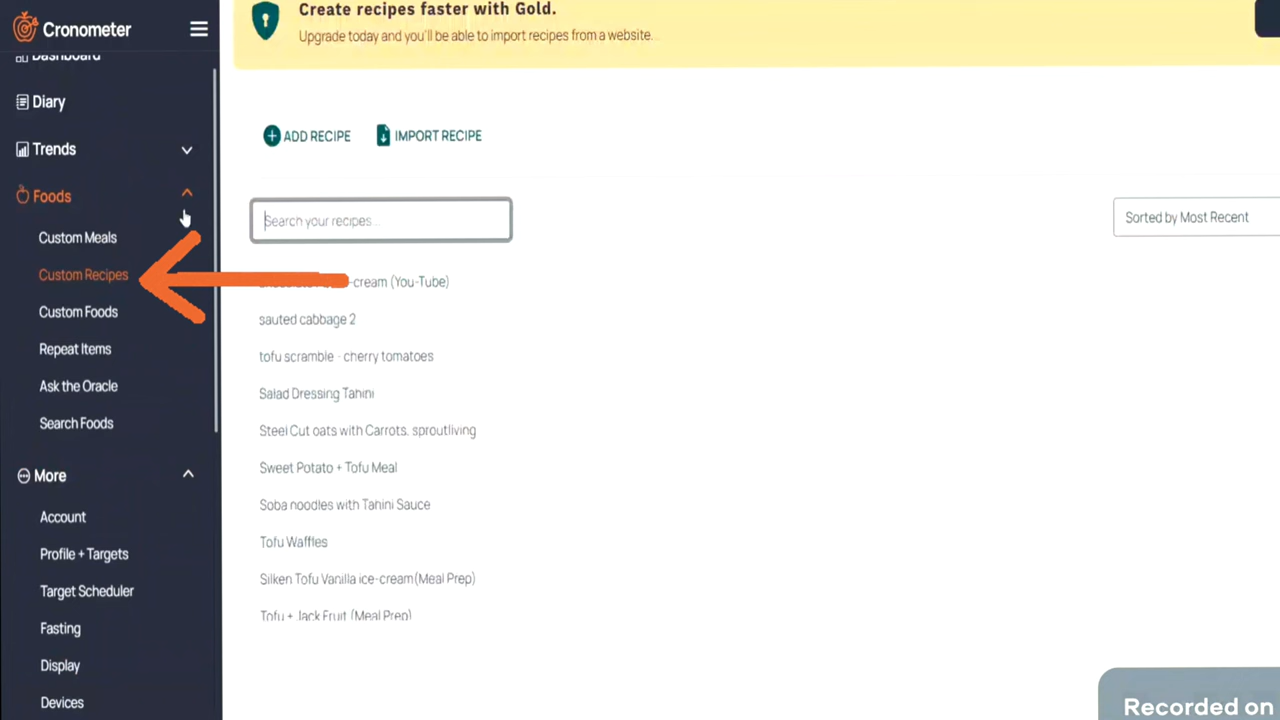 Cronometer
Dashboard
Diary
Trends
Foods
Custom Meals
Custom Recipes
Custom Foods
Repeat Items
Ask the Oracle
Search Foods
More
Account
Profile + Targets
Target Scheduler
Fasting
Display
Devices
Create recipes faster with Gold.
Upgrade today and you'll be able to import recipes from a website.
ADD RECIPE IMPORT RECIPE
Search your recipes...
Sorted by Most Recent
-cream (You-Tube)
sauted cabbage 2
tofu scramble - cherry tomatoes
Salad Dressing Tahini
Steel Cut oats with Carrots, sproutliving
Sweet Potato + Tofu Meal
Soba noodles with Tahini Sauce
Tofu Waffles
Silken Tofu Vanilla ice-cream(Meal Prep)
Tofu + Jack Fruit (Meal Prep)
Recorded on